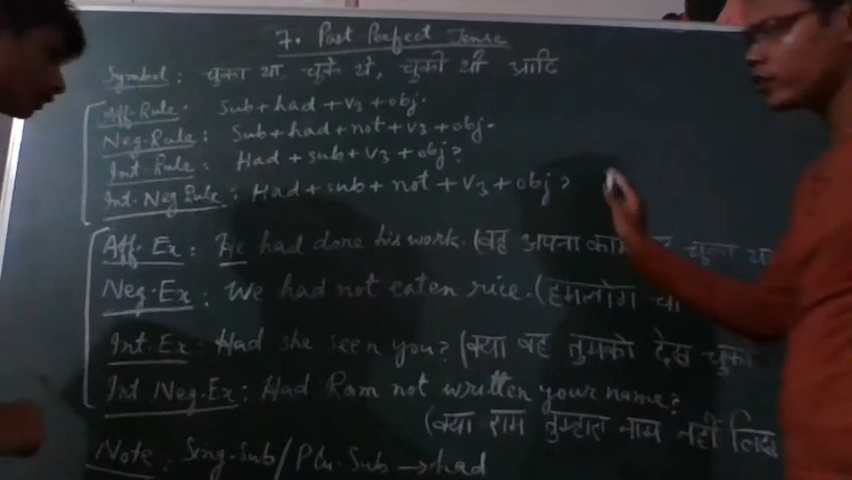 7. Past Perfect Tense
Symbol: चुका था, चुके थे, चुकी थी आदि
Aff. Rule: Sub+had+v3+obj.
Neg. Rule: Sub+had+not+v3+obj.
Int. Rule: Had+sub+v3+obj?
Int. Neg Rule: Had+sub+not+v3+obj?
Aff. Ex: He had done his work. (वह अपना काम चुका था
Neg. Ex: We had not eaten rice. (हमलोग
Int. Ex: Had she seen you? (क्या वह तुमको देख चुकी
Int Neg. Ex: Had Ram not written your name?
(क्या राम तुम्हारा नाम नहीं लिख
Note: Sing. Sub/Plu. Sub → had